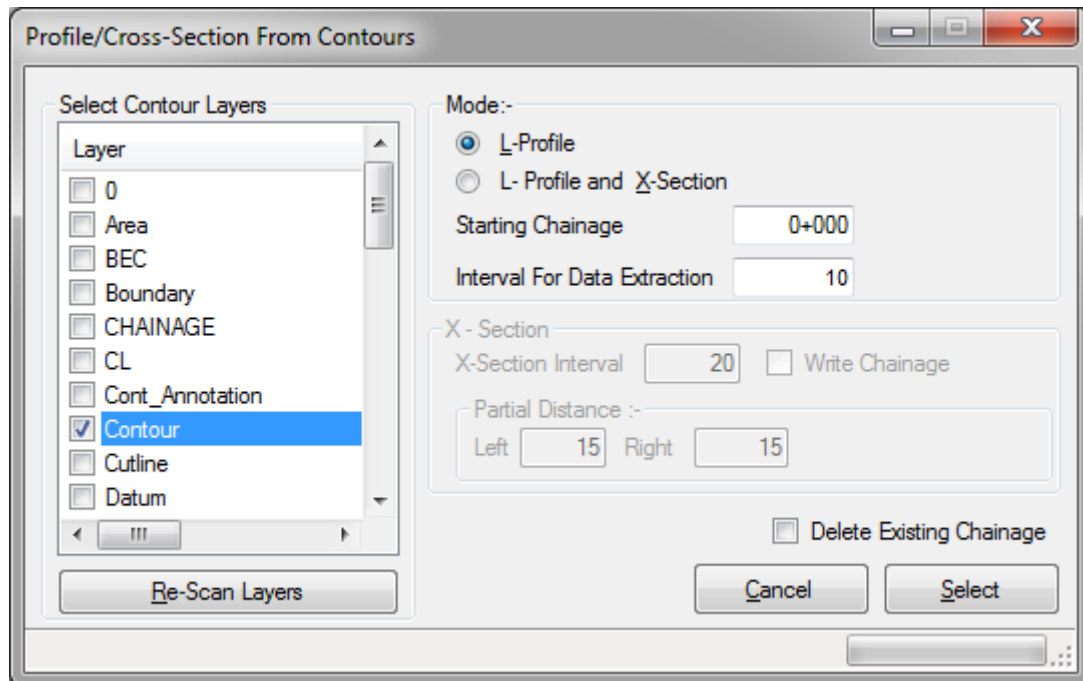 Profile/Cross-Section From Contours
Select Contour Layers
Layer
0
Area
BEC
Boundary
CHAINAGE
CL
Cont_Annotation
Contour
Cutline
Datum
Re-Scan Layers
Mode:-
L-Profile
L- Profile and X-Section
Starting Chainage 0+000
Interval For Data Extraction 10
X - Section
X-Section Interval 20 Write Chainage
Partial Distance :-
Left 15 Right 15
Delete Existing Chainage
Cancel Select